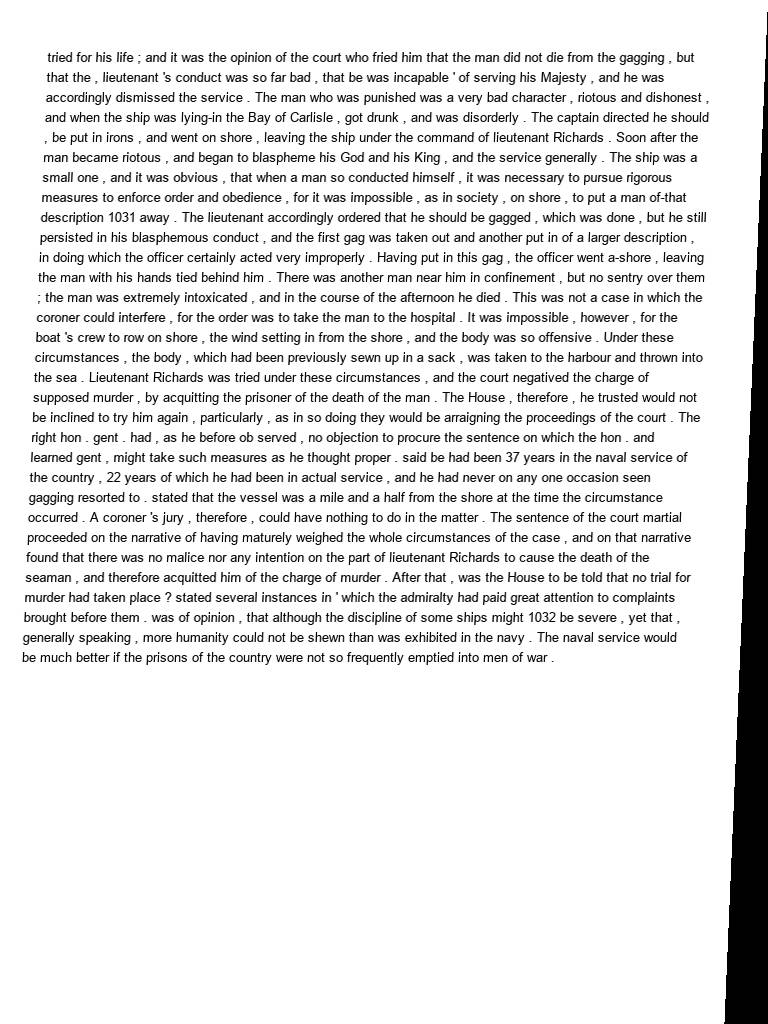 tried for his life ; and it was the opinion of the court who fried him that the man did not die from the gagging , but
that the , lieutenant 's conduct was so far bad , that be was incapable ' of serving his Majesty , and he was
accordingly dismissed the service . The man who was punished was a very bad character , riotous and dishonest ,
and when the ship was lying-in the Bay of Carlisle , got drunk , and was disorderly . The captain directed he should
, be put in irons , and went on shore , leaving the ship under the command of lieutenant Richards . Soon after the
man became riotous , and began to blaspheme his God and his King , and the service generally . The ship was a
small one , and it was obvious , that when a man so conducted himself , it was necessary to pursue rigorous
measures to enforce order and obedience , for it was impossible , as in society , on shore , to put a man of-that
description 1031 away . The lieutenant accordingly ordered that he should be gagged , which was done , but he still
persisted in his blasphemous conduct , and the first gag was taken out and another put in of a larger description ,
in doing which the officer certainly acted very improperly . Having put in this gag , the officer went a-shore , leaving
the man with his hands tied behind him . There was another man near him in confinement , but no sentry over them
; the man was extremely intoxicated , and in the course of the afternoon he died . This was not a case in which the
coroner could interfere , for the order was to take the man to the hospital . It was impossible , however , for the
boat 's crew to row on shore , the wind setting in from the shore , and the body was so offensive . Under these
circumstances , the body , which had been previously sewn up in a sack , was taken to the harbour and thrown into
the sea . Lieutenant Richards was tried under these circumstances , and the court negatived the charge of
supposed murder , by acquitting the prisoner of the death of the man . The House , therefore , he trusted would not
be inclined to try him again , particularly , as in so doing they would be arraigning the proceedings of the court . The
right hon . gent . had , as he before ob served , no objection to procure the sentence on which the hon . and
learned gent , might take such measures as he thought proper . said be had been 37 years in the naval service of
the country , 22 years of which he had been in actual service , and he had never on any one occasion seen
gagging resorted to . stated that the vessel was a mile and a half from the shore at the time the circumstance
occurred . A coroner 's jury , therefore , could have nothing to do in the matter . The sentence of the court martial
proceeded on the narrative of having maturely weighed the whole circumstances of the case , and on that narrative
found that there was no malice nor any intention on the part of lieutenant Richards to cause the death of the
seaman , and therefore acquitted him of the charge of murder . After that , was the House to be told that no trial for
murder had taken place ? stated several instances in ' which the admiralty had paid great attention to complaints
brought before them . was of opinion , that although the discipline of some ships might 1032 be severe , yet that ,
generally speaking , more humanity could not be shewn than was exhibited in the navy . The naval service would
be much better if the prisons of the country were not so frequently emptied into men of war .